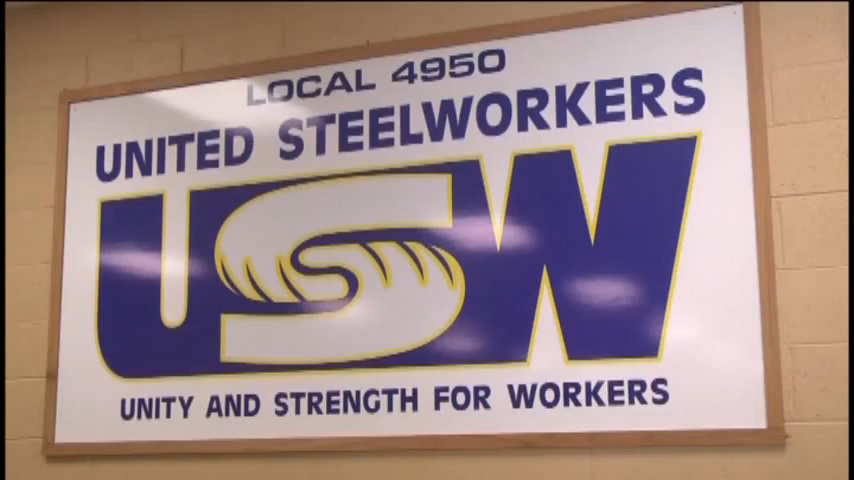 LOCAL 4950
UNITED STEELWORKERS
USW
UNITY AND STRENGTH FOR WORKERS